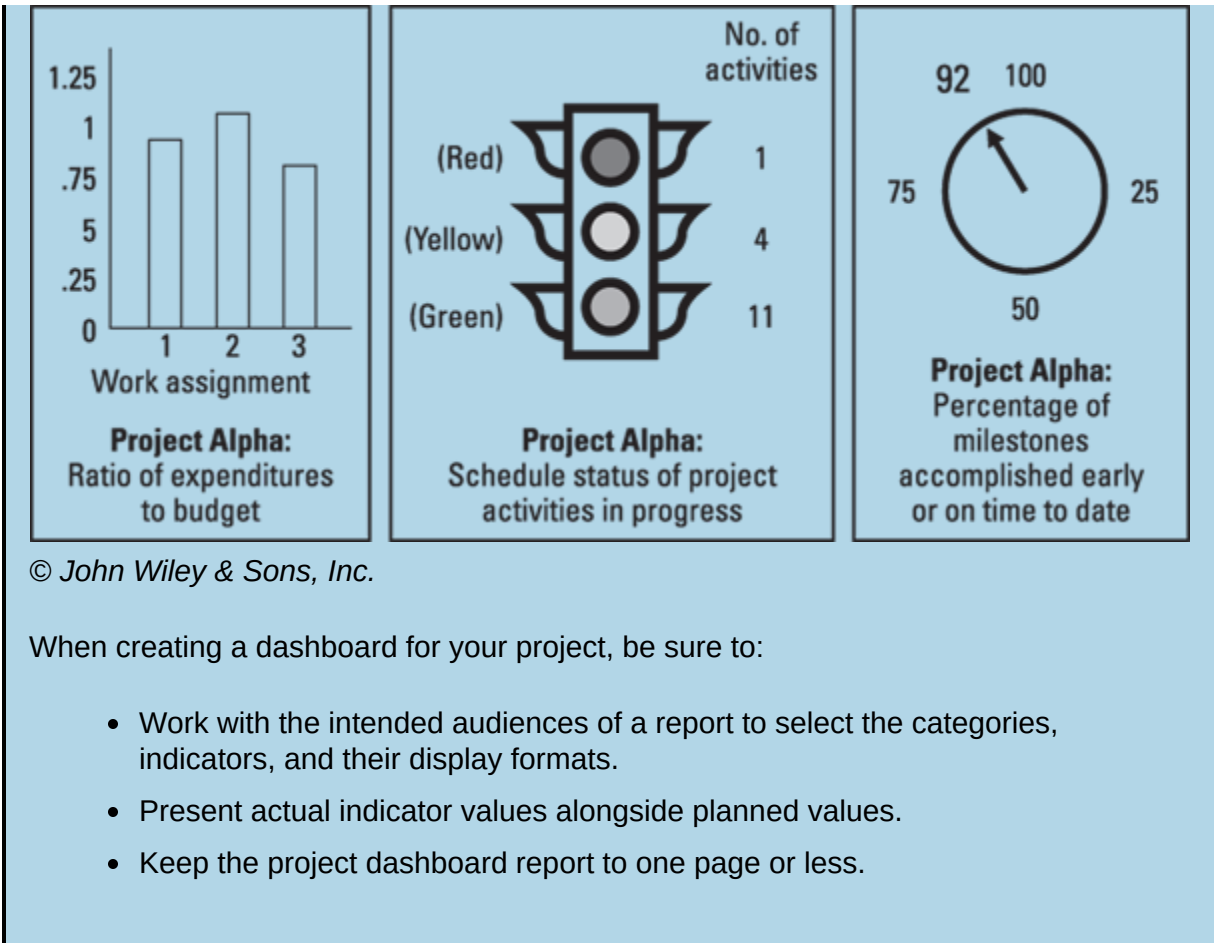 1.25
1
.75
5
.25
0
1 2 3
Work assignment
Project Alpha:
Ratio of expenditures
to budget
No. of
activities
(Red) 1
(Yellow) 4
(Green) 11
Project Alpha:
Schedule status of project
activities in progress
92 100
75 25
50
Project Alpha:
Percentage of
milestones
accomplished early
or on time to date
© John Wiley & Sons, Inc.
When creating a dashboard for your project, be sure to:
• Work with the intended audiences of a report to select the categories,
indicators, and their display formats.
• Present actual indicator values alongside planned values.
• Keep the project dashboard report to one page or less.